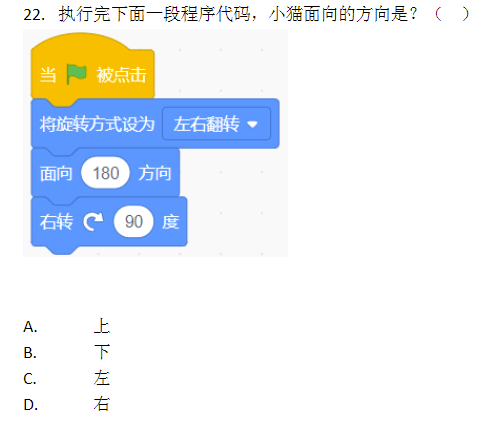 22. 执行完下面一段程序代码，小猫面向的方向是？（ ）
当 被点击
将旋转方式设为 左右翻转
面向 180 方向
右转 90 度
A. 上
B. 下
C. 左
D. 右